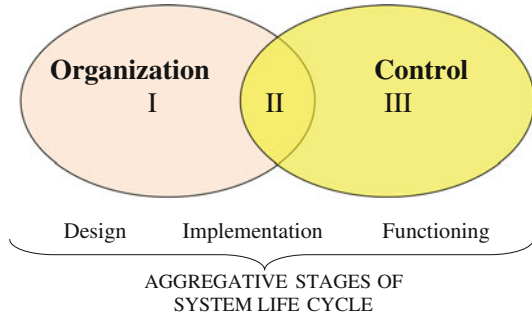 Organization Control
I II III
Design Implementation Functioning
AGGREGATIVE STAGES OF
SYSTEM LIFE CYCLE